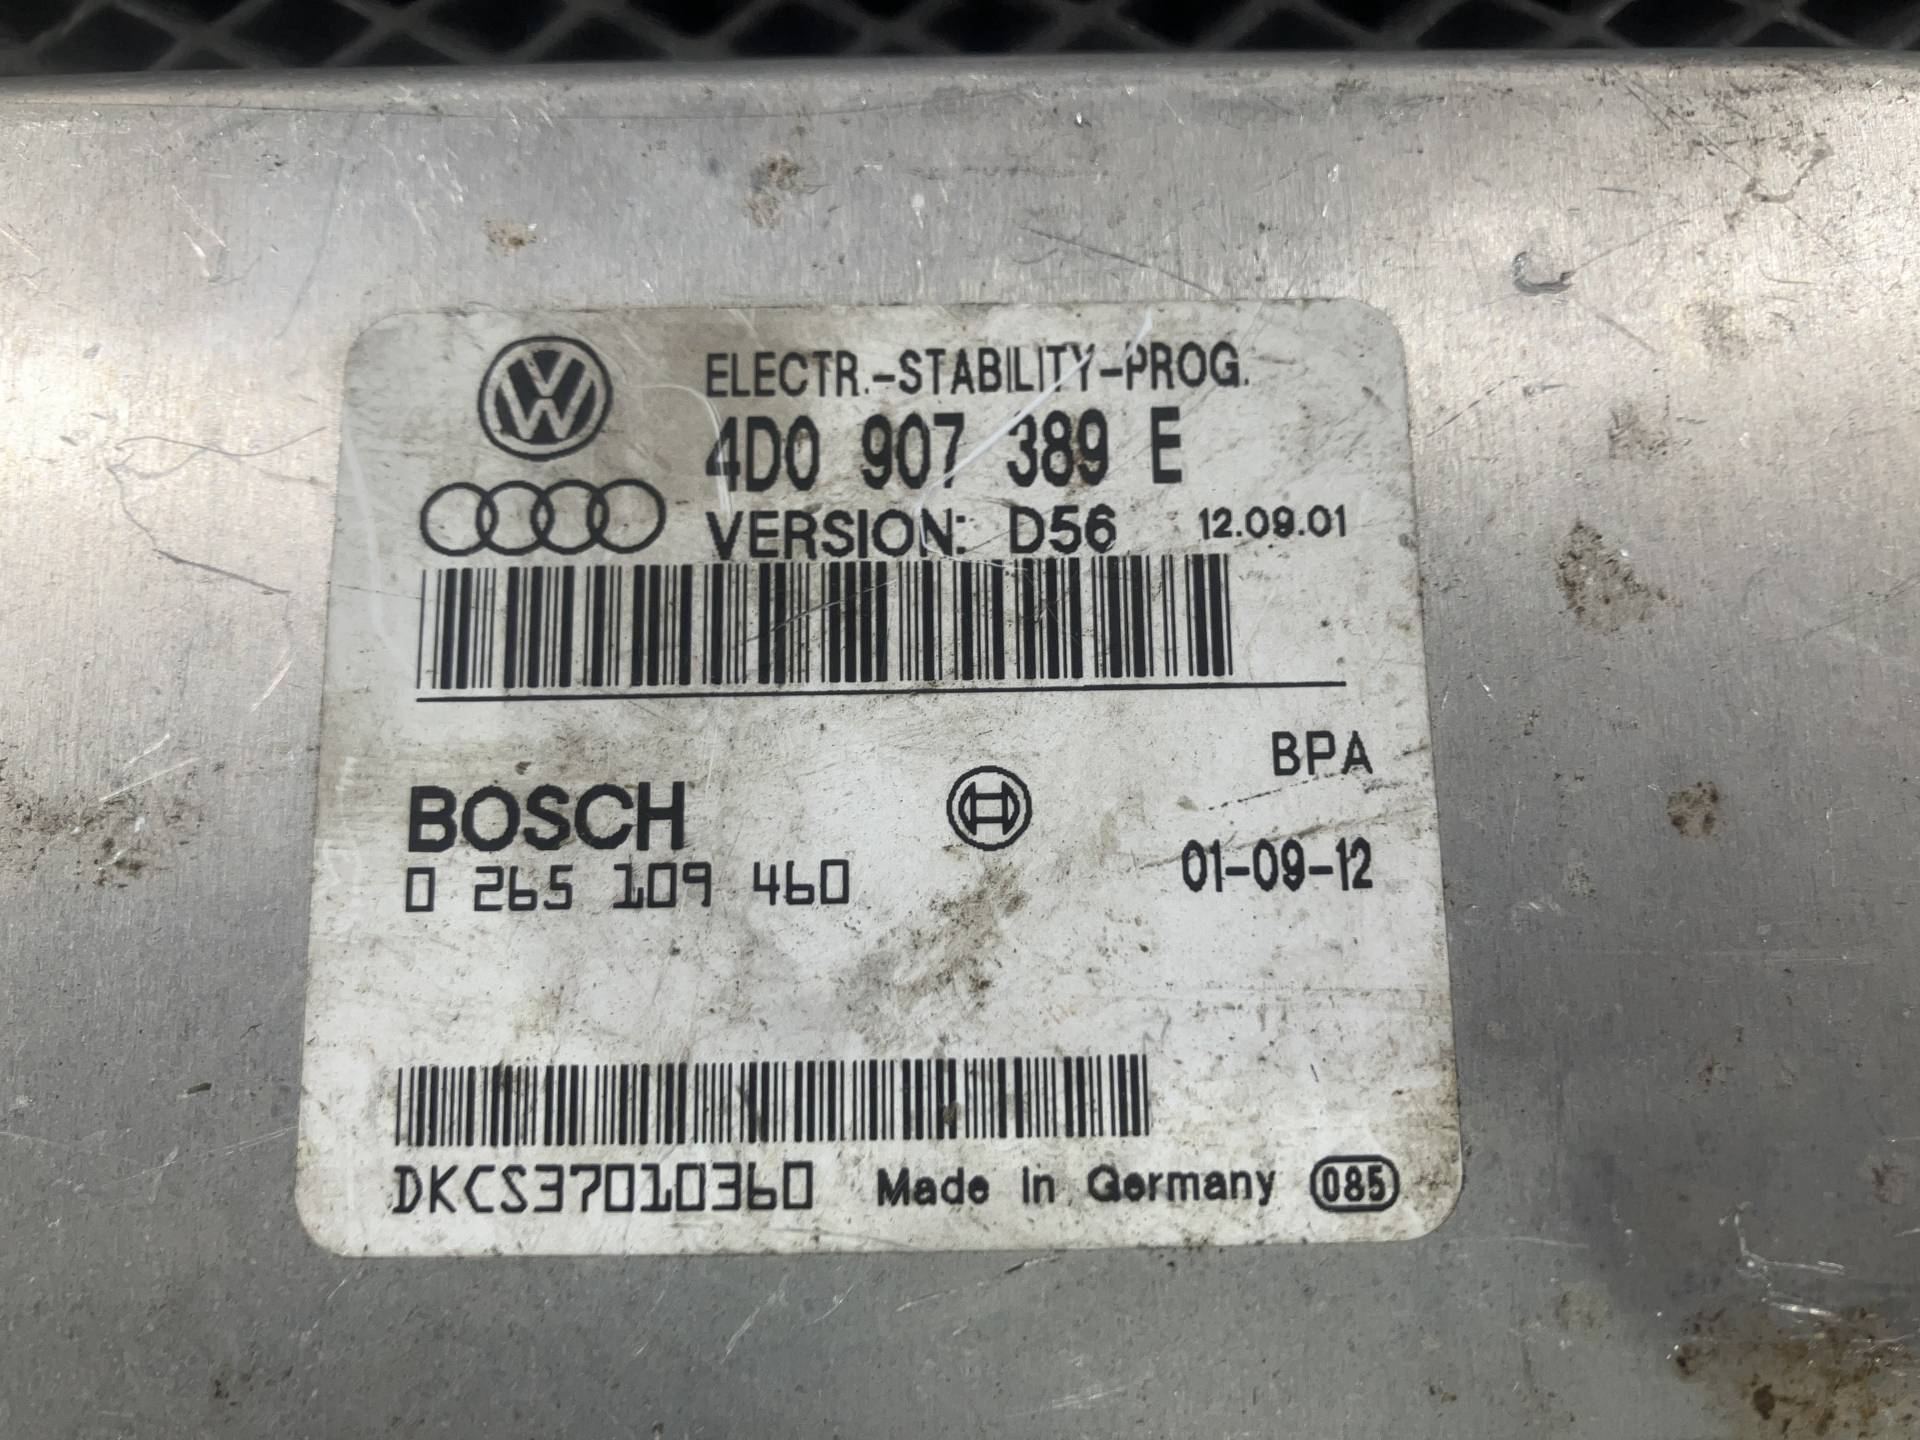 ELECTR.-STABILITY-PROG.
4D0 907 389 E
VERSION: D56 12.09.01
BPA
BOSCH
0 265 109 460 01-09-12
DKCS37010360 Made in Germany 085